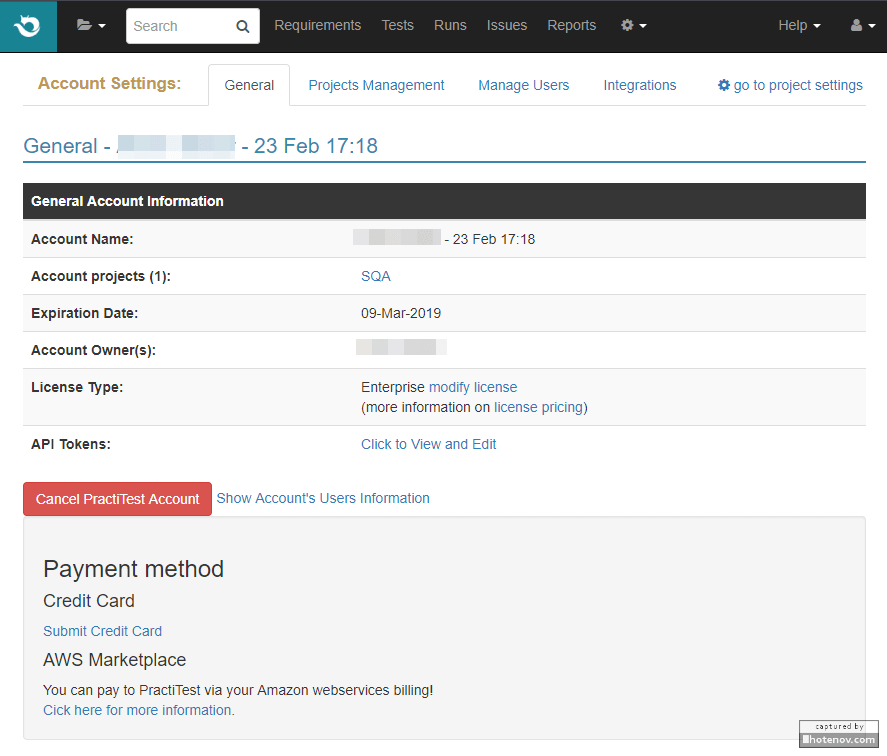 Search
Requirements Tests Runs Issues Reports Help
Account Settings: General Projects Management Manage Users Integrations go to project settings
General - - 23 Feb 17:18
General Account Information
Account Name: - 23 Feb 17:18
Account projects (1): SQA
Expiration Date: 09-Mar-2019
Account Owner(s):
License Type: Enterprise modify license
(more information on license pricing)
API Tokens: Click to View and Edit
Cancel PractiTest Account Show Account's Users Information
Payment method
Credit Card
Submit Credit Card
AWS Marketplace
You can pay to PractiTest via your Amazon webservices billing!
Click here for more information.
captured by
hotenov.com